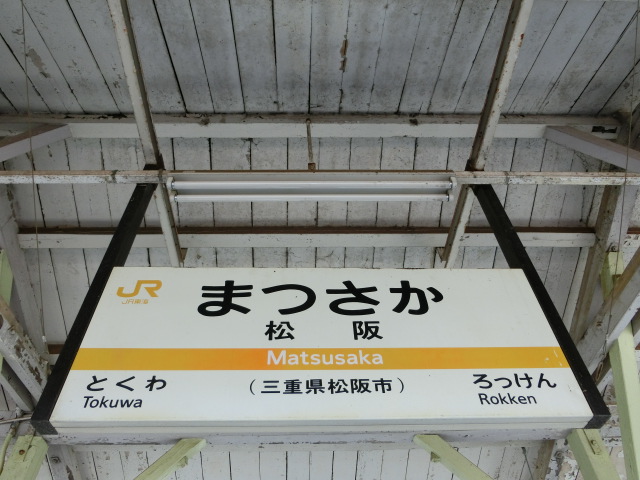 JR
JR東海
まつさか
松阪
Matsusaka
とくわ
Tokuwa
（三重県松阪市）
ろっけん
Rokken